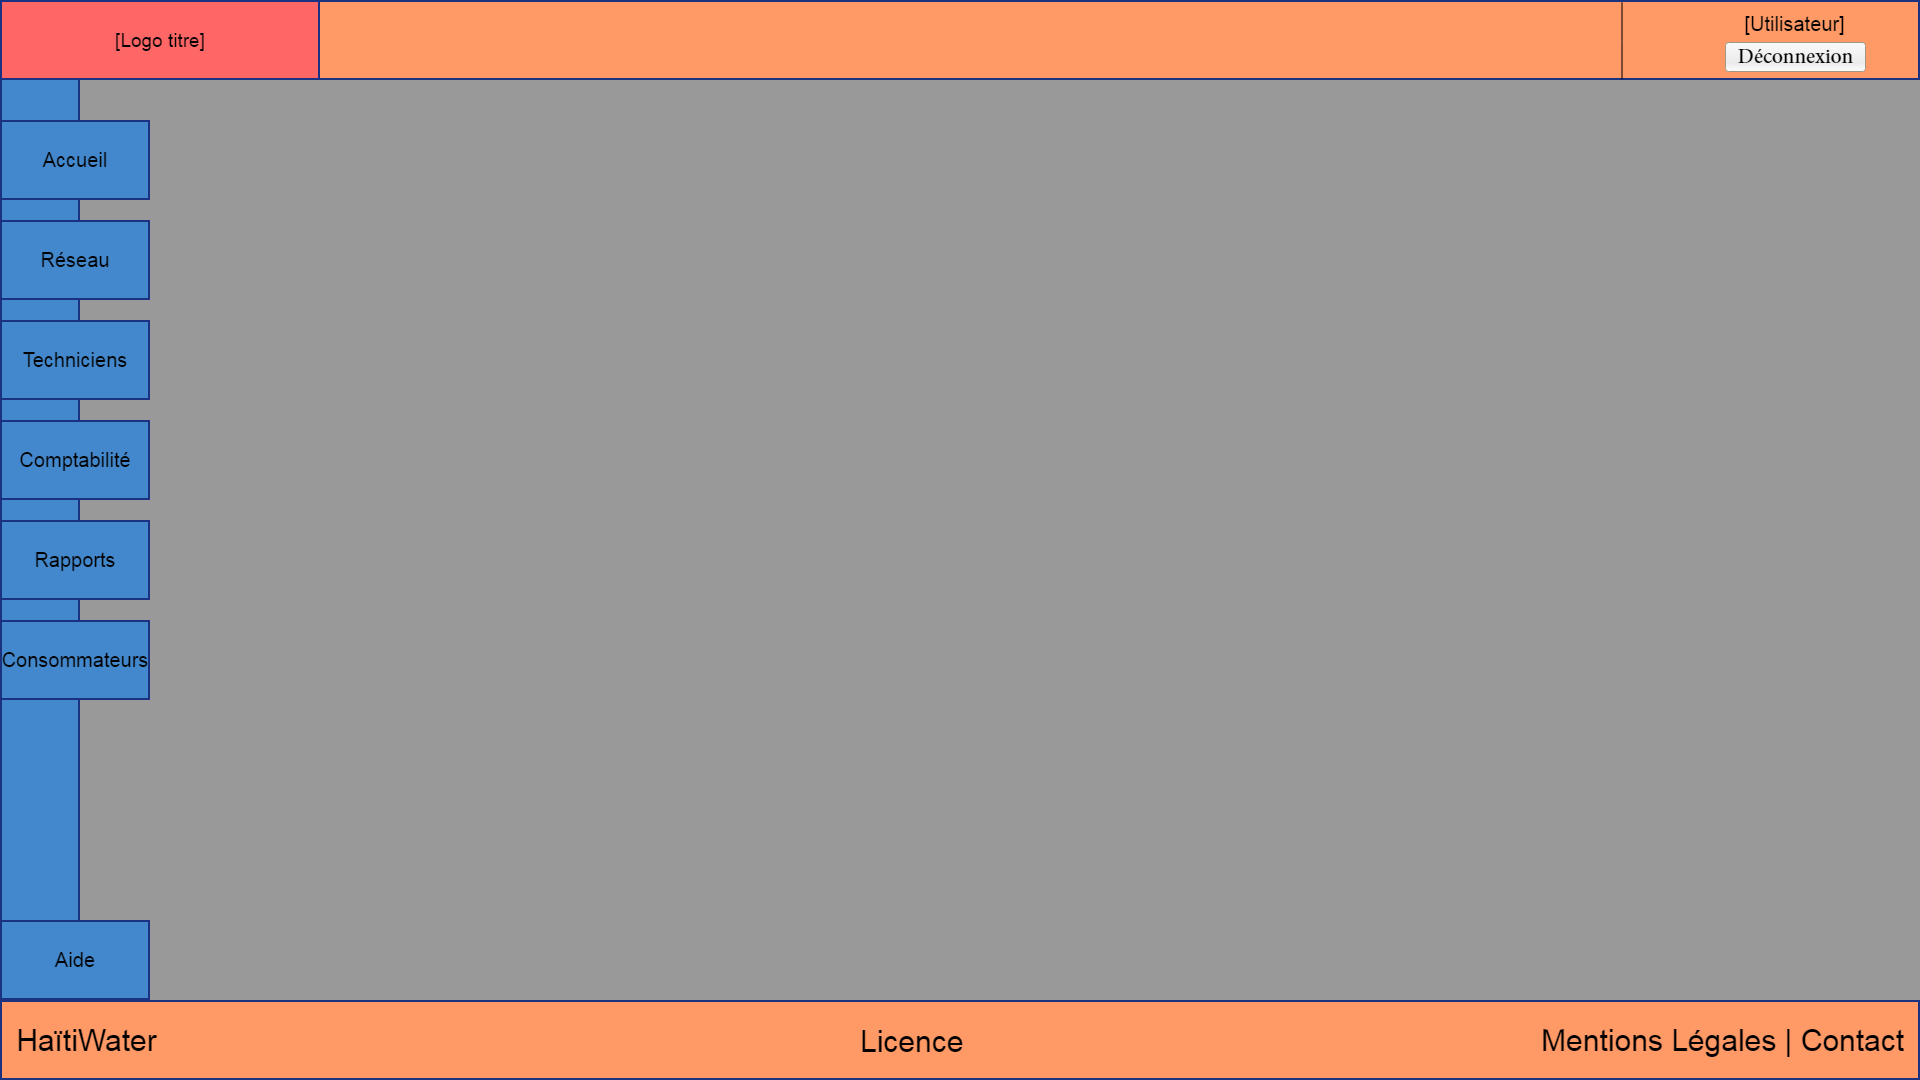 [Logo titre]
[Utilisateur]
Déconnexion
Accueil
Réseau
Techniciens
Comptabilité
Rapports
Consommateurs
Aide
HaïtiWater
Licence
Mentions Légales | Contact